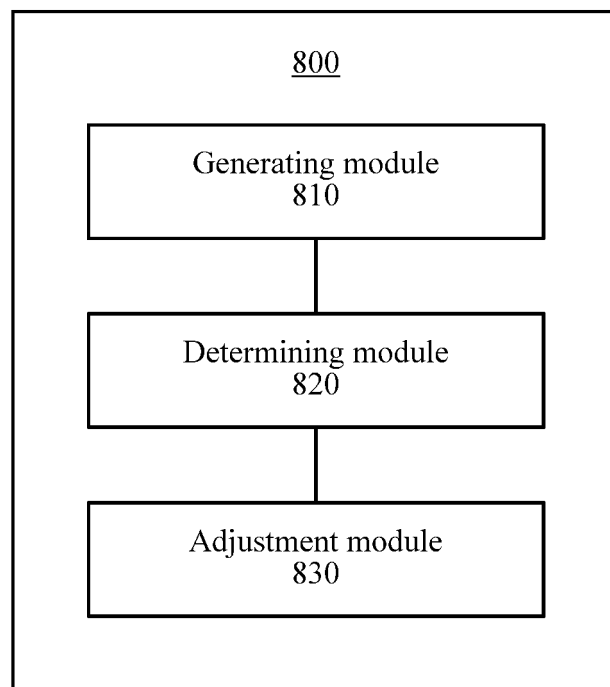 800
Generating module
810
Determining module
820
Adjustment module
830